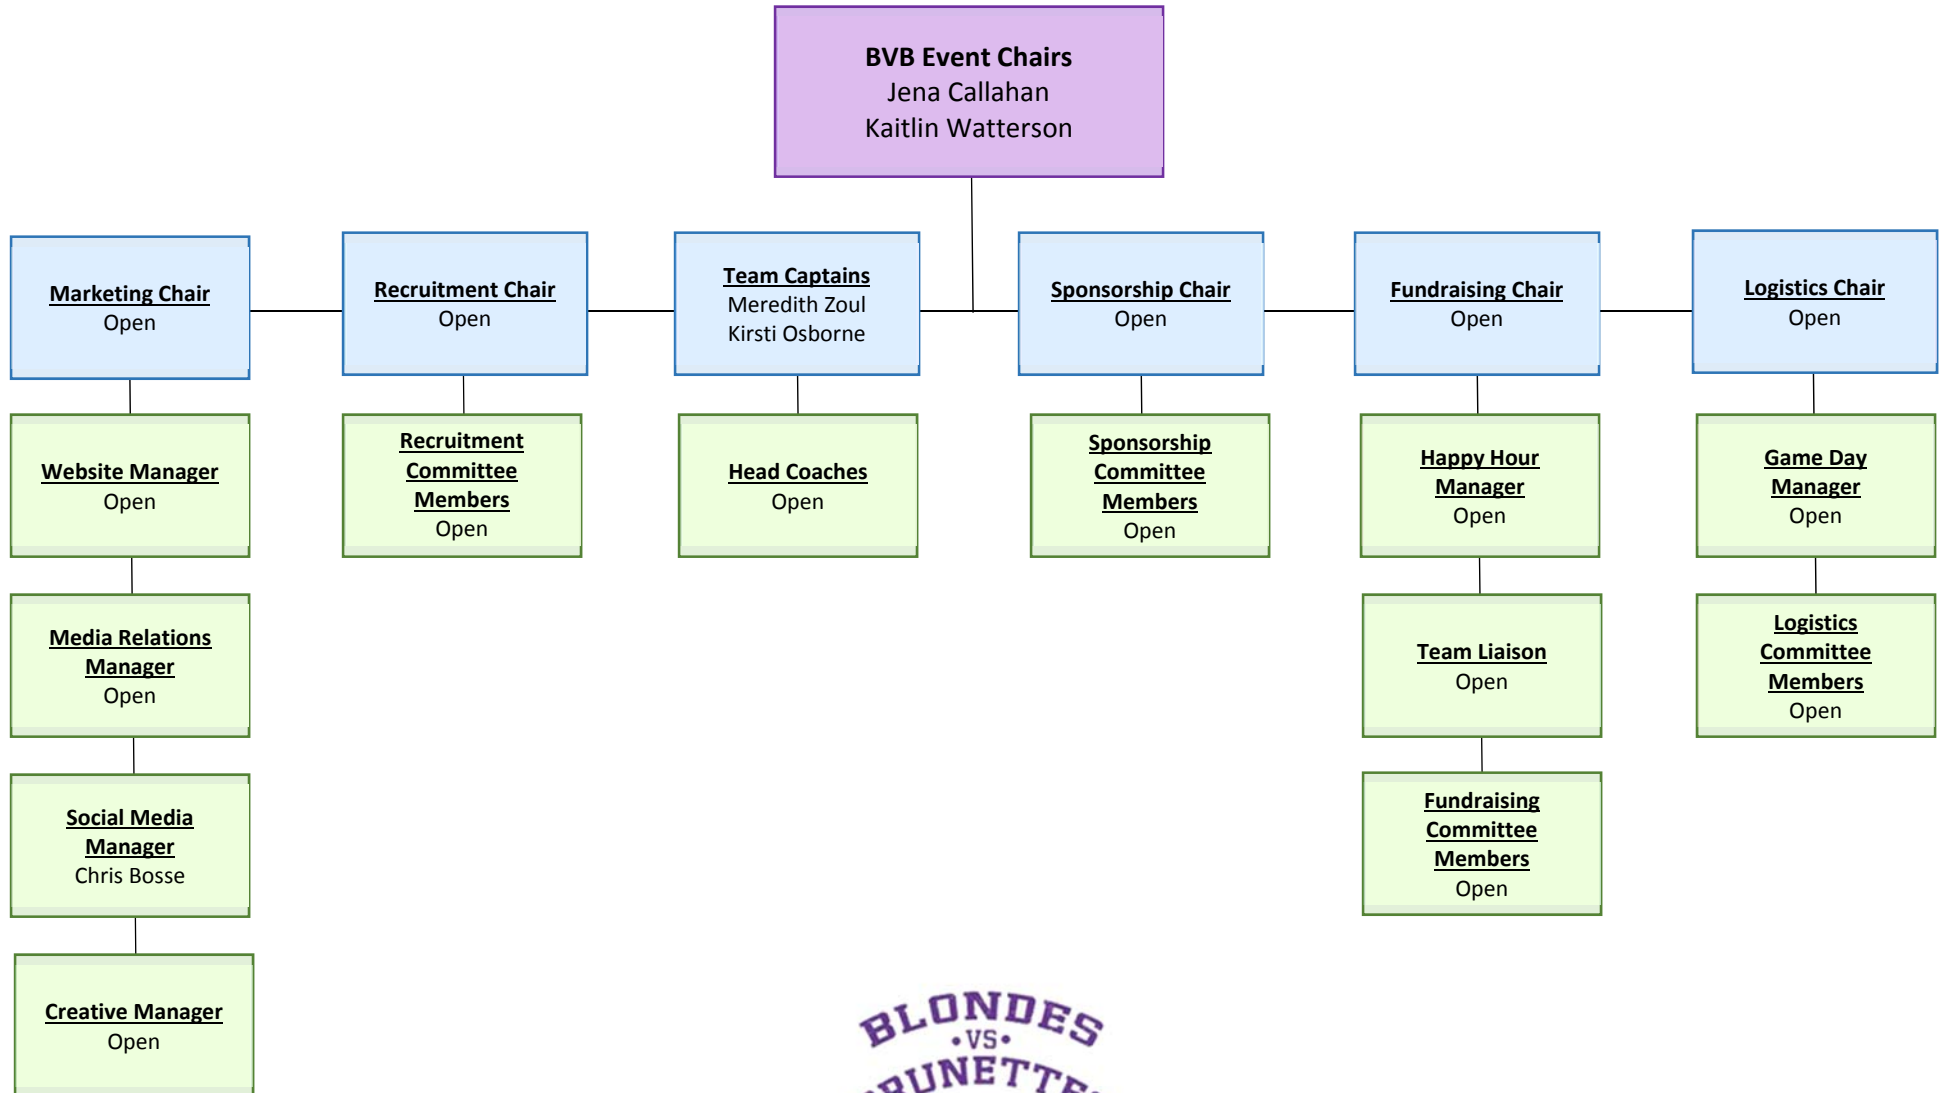 BVB Event Chairs
Jena Callahan
Kaitlin Watterson
Marketing Chair
Open
Recruitment Chair
Open
Team Captains
Meredith Zoul
Kirsti Osborne
Sponsorship Chair
Open
Fundraising Chair
Open
Logistics Chair
Open
Website Manager
Open
Recruitment
Committee
Members
Open
Head Coaches
Open
Sponsorship
Committee
Members
Open
Happy Hour
Manager
Open
Game Day
Manager
Open
Media Relations
Manager
Open
Team Liaison
Open
Logistics
Committee
Members
Open
Social Media
Manager
Chris Bosse
Fundraising
Committee
Members
Open
Creative Manager
Open
BLONDES
•VS•
BRUNETTES